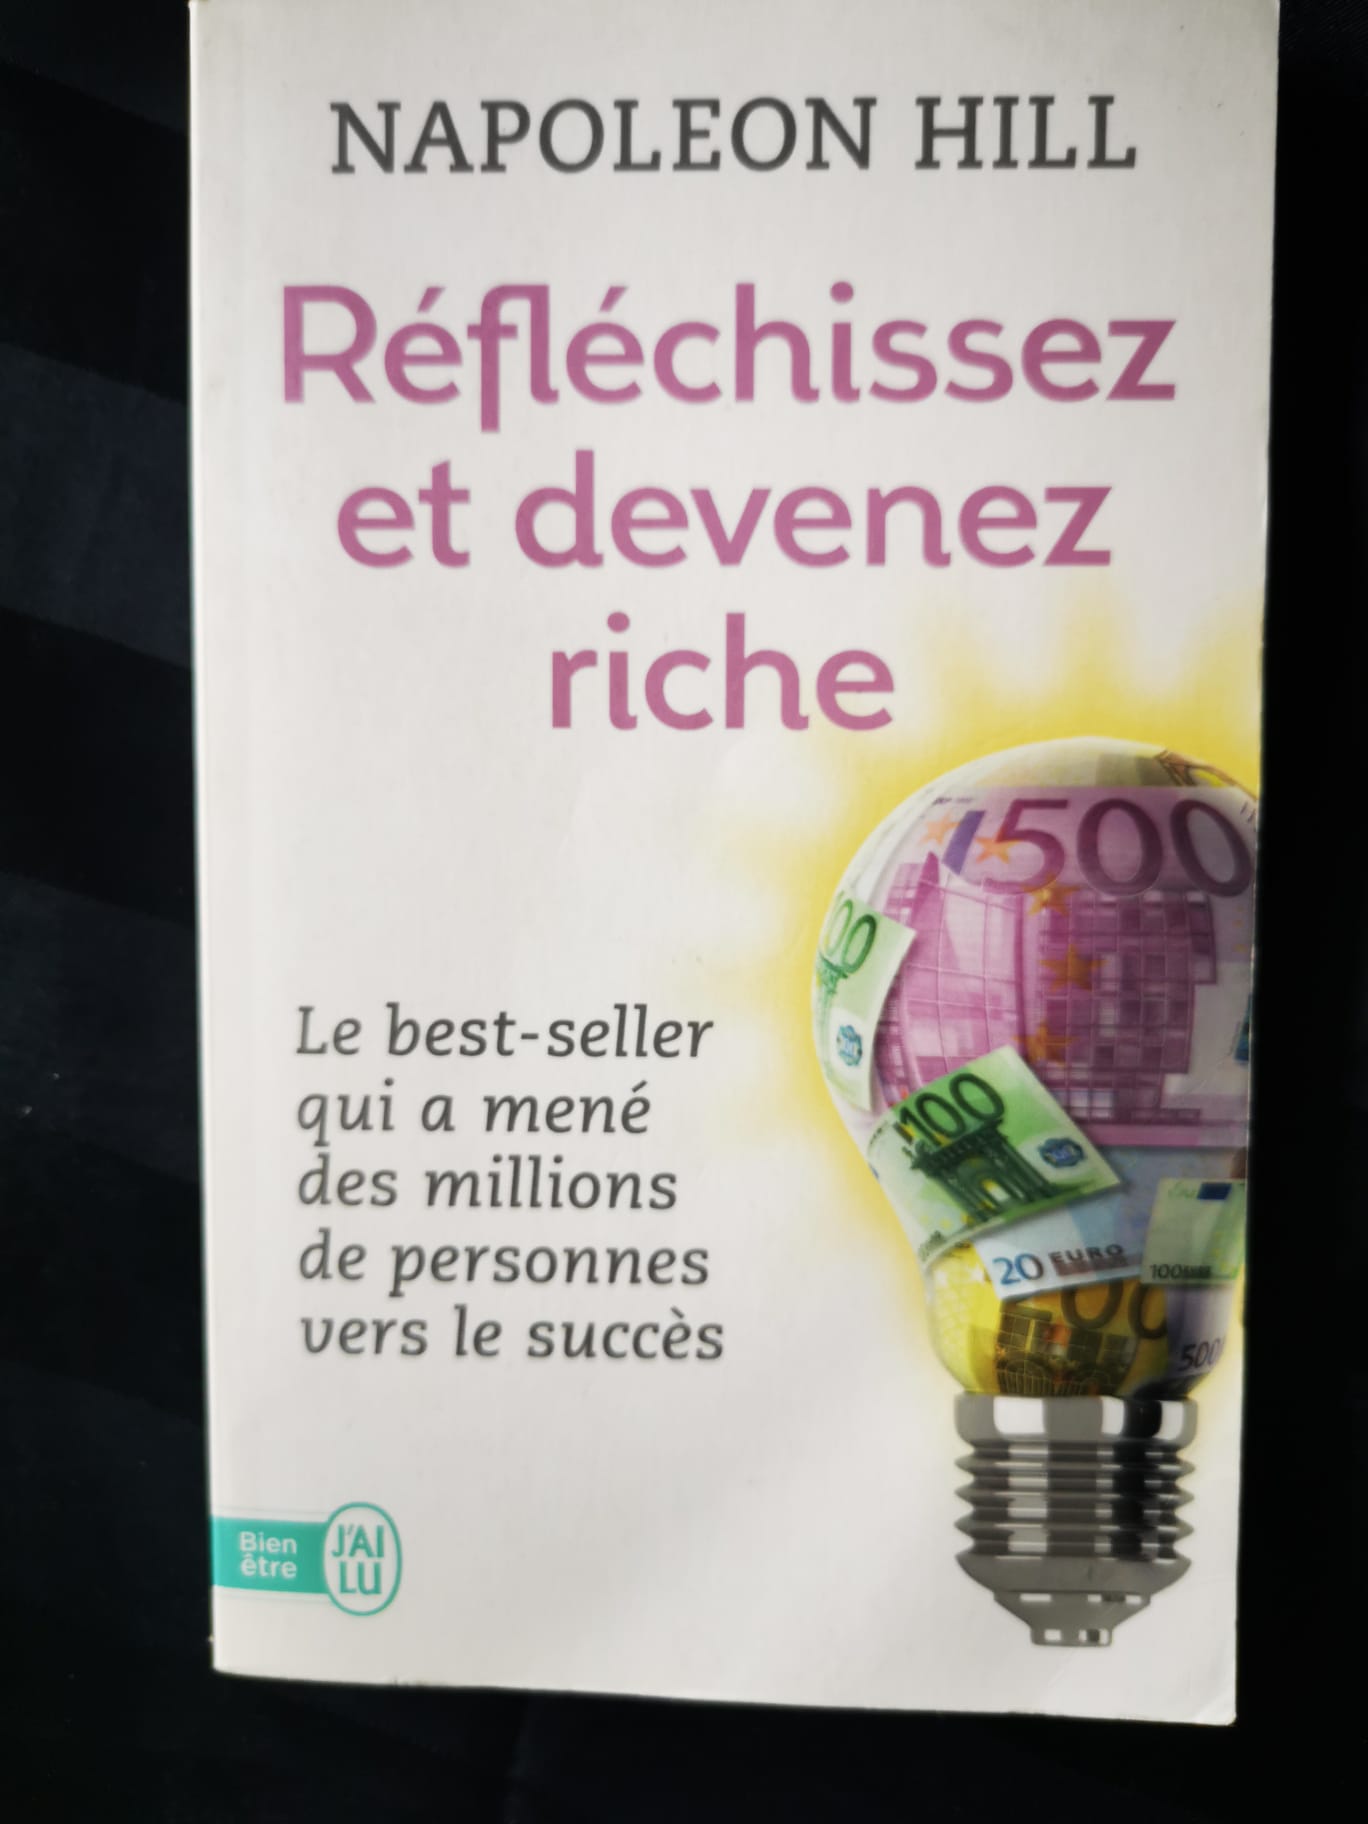 NAPOLEON HILL
Réfléchissez
et devenez
riche
Le best-seller
qui a mené
des millions
de personnes
vers le succès
500
100
20 EURO
100
200
500
Bien
être
J'AI
LU